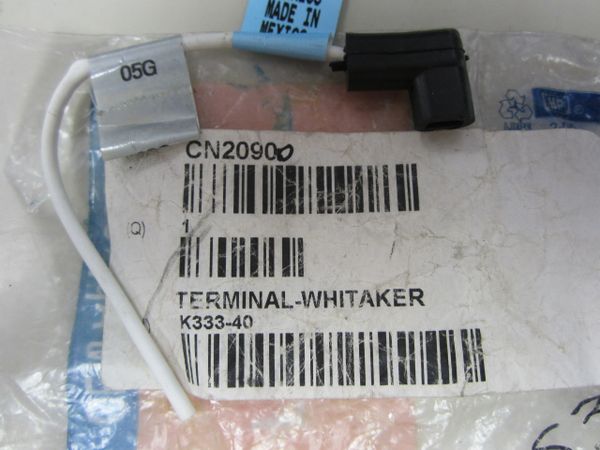 MADE IN
MEXICO
05G
CN20900
(Q)
1
TERMINAL-WHITAKER
K333-40